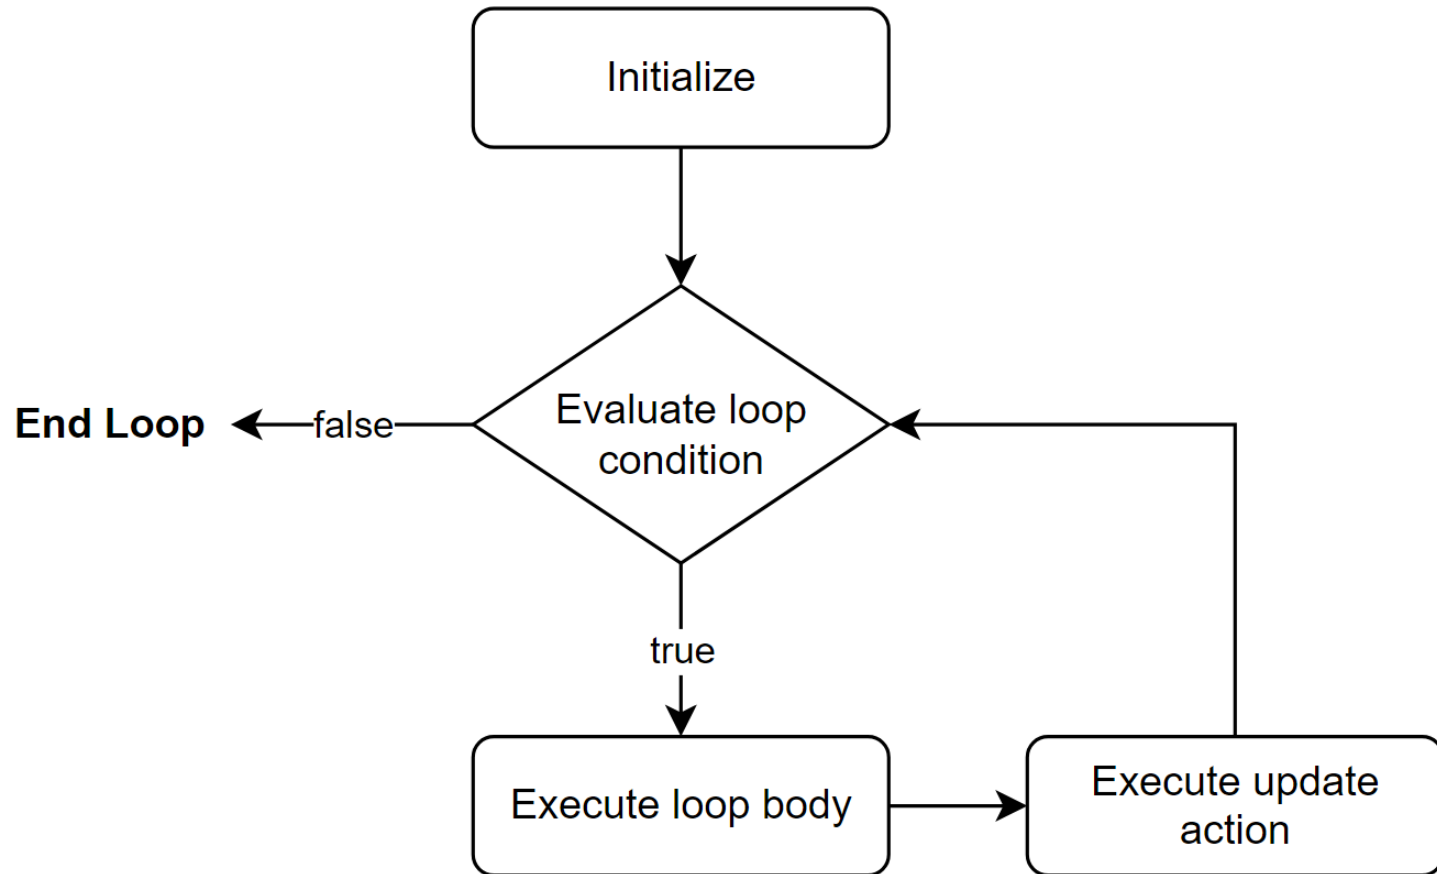 Initialize
Evaluate loop
condition
End Loop
false
true
Execute loop body
Execute update
action